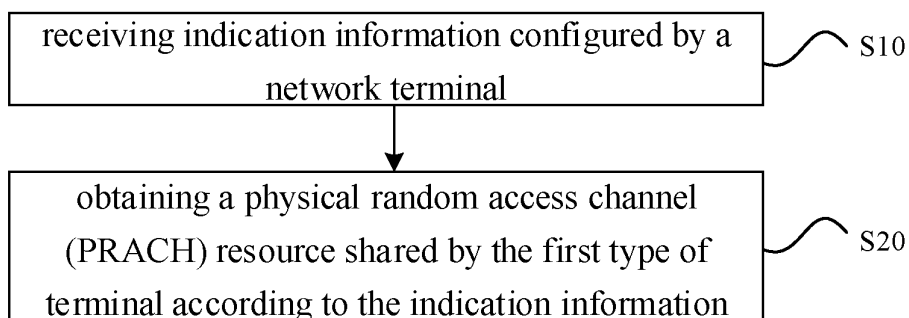 receiving indication information configured by a
network terminal
S10
obtaining a physical random access channel
(PRACH) resource shared by the first type of
terminal according to the indication information
S20